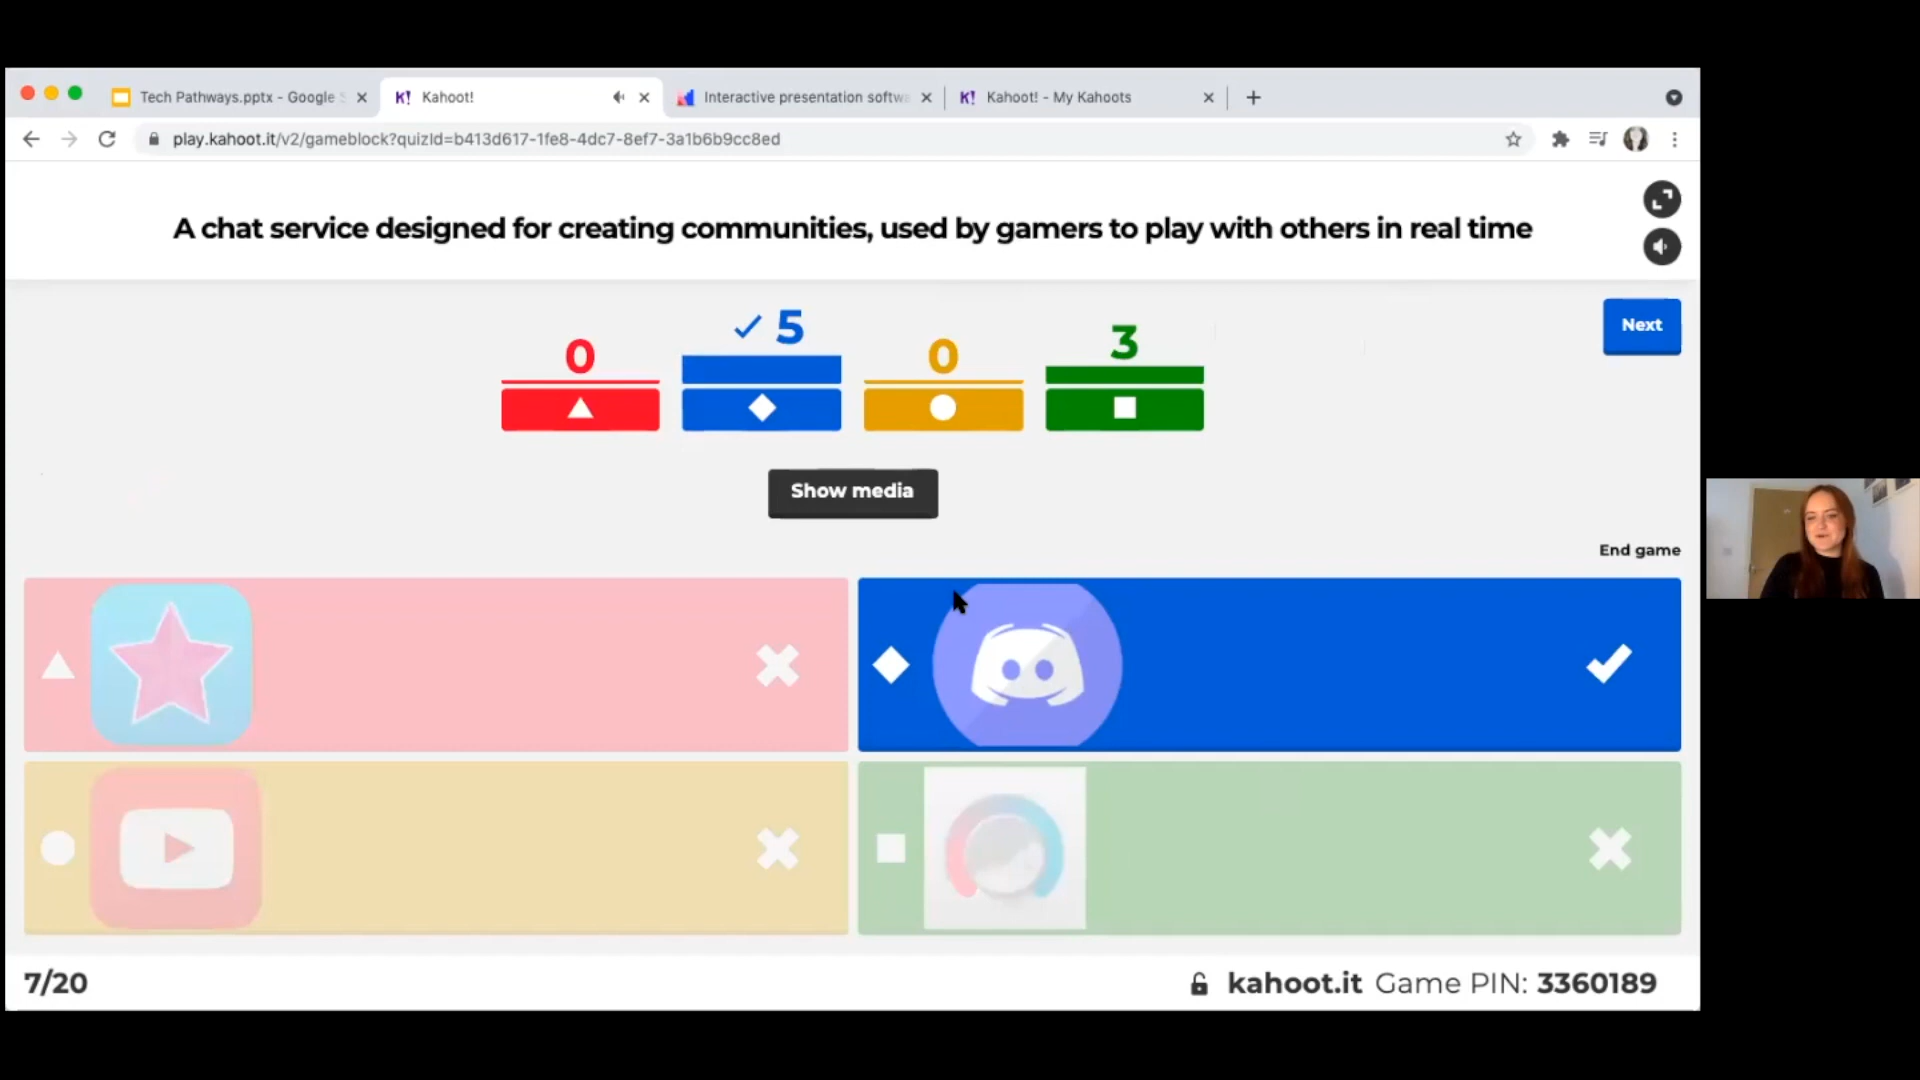 Tech Pathways.pptx - Google S
Kahoot!
Interactive presentation softwa
Kahoot! - My Kahoots
play.kahoot.it/v2/gameblock?quizId=b413d617-1fe8-4dc7-8ef7-3a1b6b9cc8ed
A chat service designed for creating communities, used by gamers to play with others in real time
Next
0
5
0
3
Show media
End game
7/20
kahoot.it Game PIN: 3360189